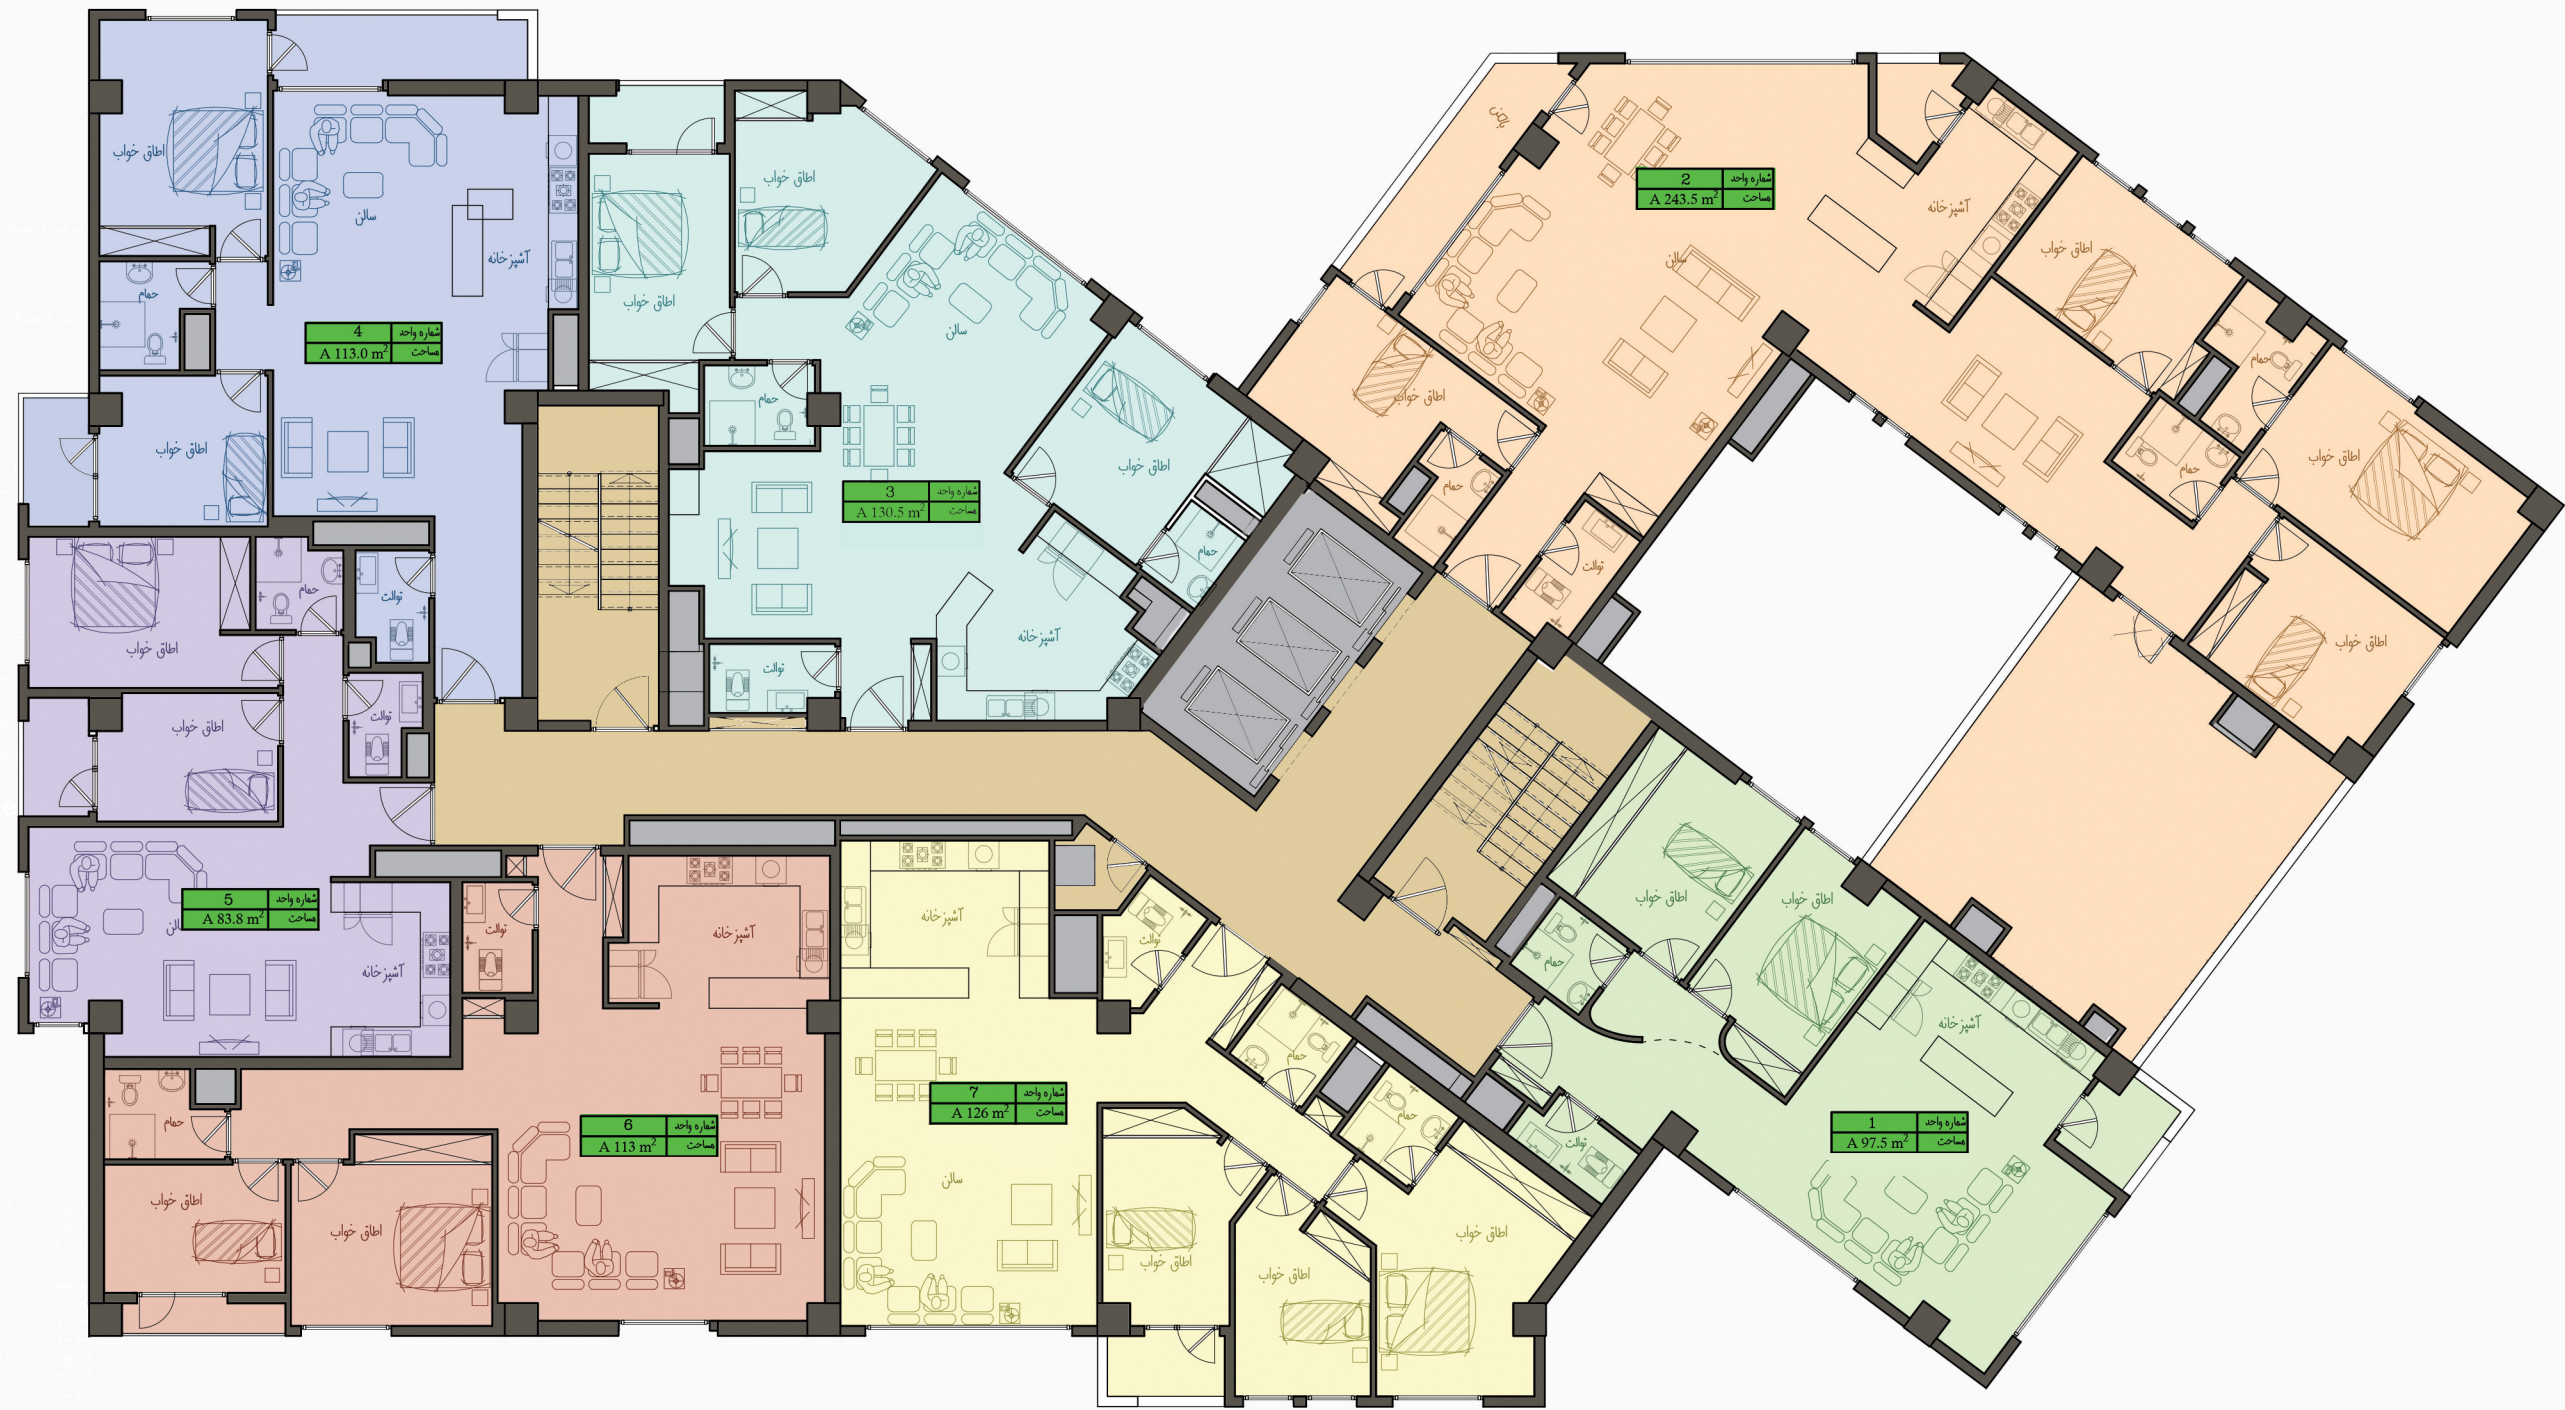 اطاق خواب
سالن
آشپزخانه
حمام
شماره واحد 4
مساحت A 113.0 m²
اطاق خواب
توالت
اطاق خواب
اطاق خواب
سالن
حمام
اطاق خواب
شماره واحد 3
مساحت A 130.5 m²
حمام
آشپزخانه
توالت
بالکن
شماره واحد 2
مساحت A 243.5 m²
آشپزخانه
سالن
اطاق خواب
اطاق خواب
حمام
توالت
حمام
حمام
اطاق خواب
اطاق خواب
اطاق خواب
حمام
اطاق خواب
توالت
شماره واحد 5
مساحت A 83.8 m²
آشپزخانه
توالت
آشپزخانه
حمام
شماره واحد 6
مساحت A 113 m²
اطاق خواب
اطاق خواب
آشپزخانه
توالت
حمام
شماره واحد 7
مساحت A 126 m²
حمام
سالن
اطاق خواب
اطاق خواب
اطاق خواب
اطاق خواب
اطاق خواب
حمام
آشپزخانه
شماره واحد 1
مساحت A 97.5 m²
توالت